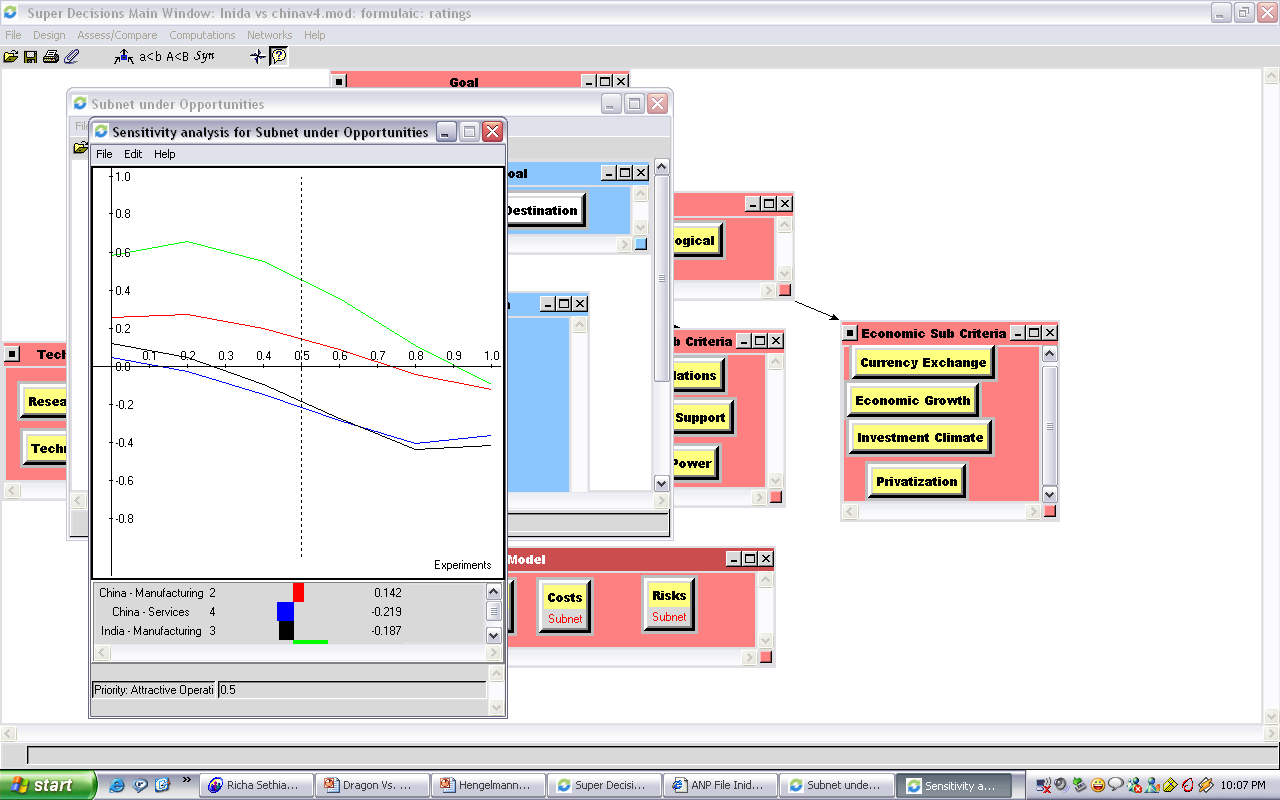 Super Decisions Main Window: Inida vs chinav4.mod: formulaic: ratings
File Design Assess/Compare Computations Networks Help
a<b A<B Syn
Goal
Subnet under Opportunities
Sensitivity analysis for Subnet under Opportunities
File Edit Help
oal
Destination
ogical
1.0
0.8
0.6
0.4
0.2
0.0
-0.2
-0.4
-0.6
-0.8
0.1 0.3 0.4 0.5 0.6 0.7 0.8 0.9 1.0
Experiments
Tech
Resea
Techn
b Criteria
lations
Support
Power
Economic Sub Criteria
Currency Exchange
Economic Growth
Investment Climate
Privatization
Model
Costs
Subnet
Risks
Subnet
China - Manufacturing 2 0.142
China - Services 4 -0.219
India - Manufacturing 3 -0.187
Priority: Attractive Operati 0.5
start
Richa Sethia...
Dragon Vs. ...
Hengelmann...
Super Decisi...
ANP File Inid...
Subnet unde...
Sensitivity a...
10:07 PM